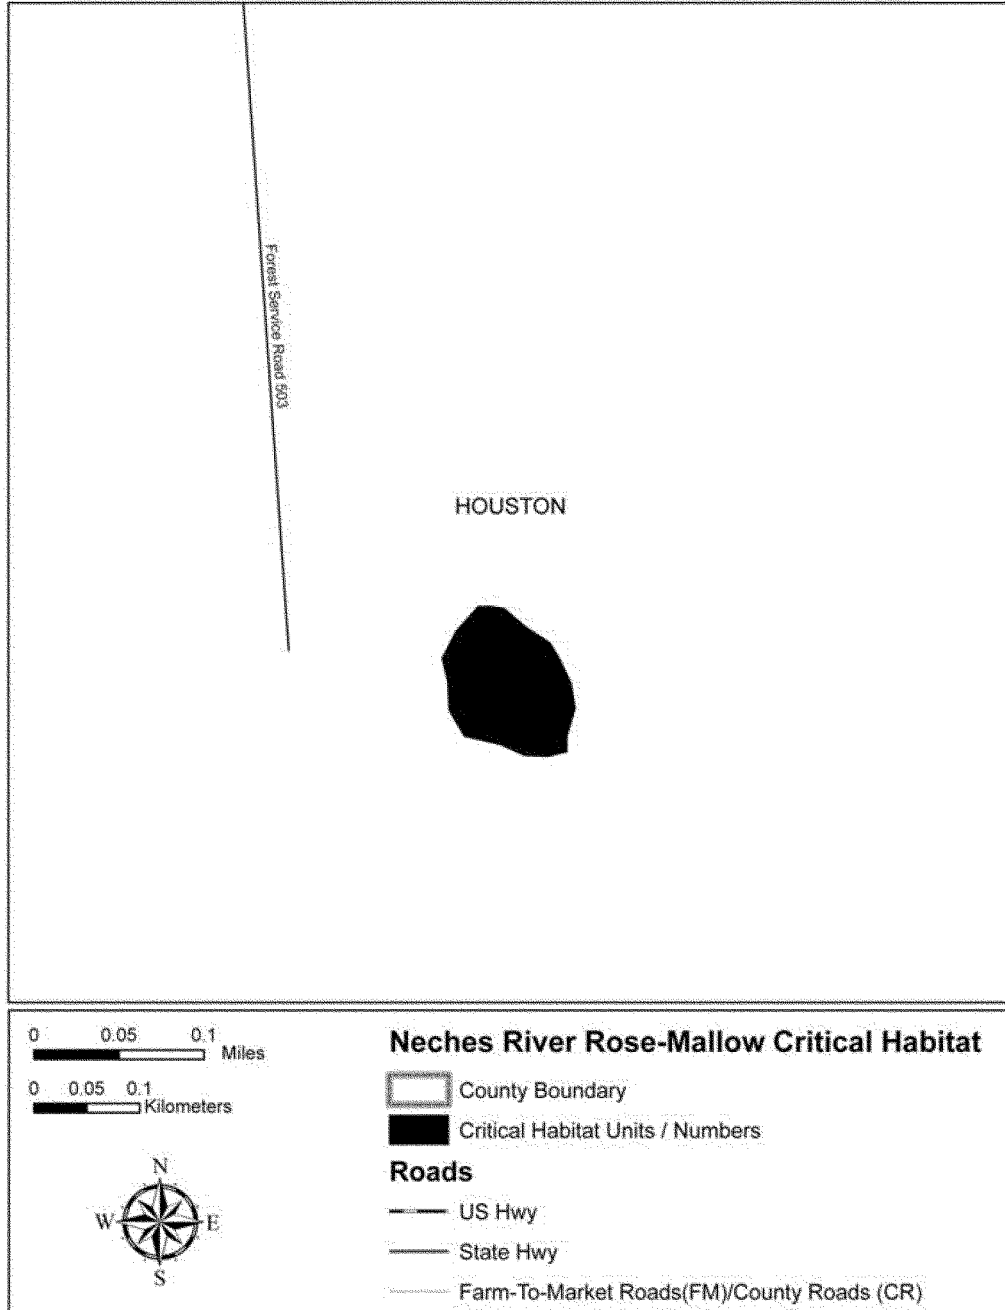 Forest Service Road 503
HOUSTON
0 0.05 0.1
Miles
0 0.05 0.1
Kilometers
N
W E
S
Neches River Rose-Mallow Critical Habitat
County Boundary
Critical Habitat Units / Numbers
Roads
US Hwy
State Hwy
Farm-To-Market Roads(FM)/County Roads (CR)